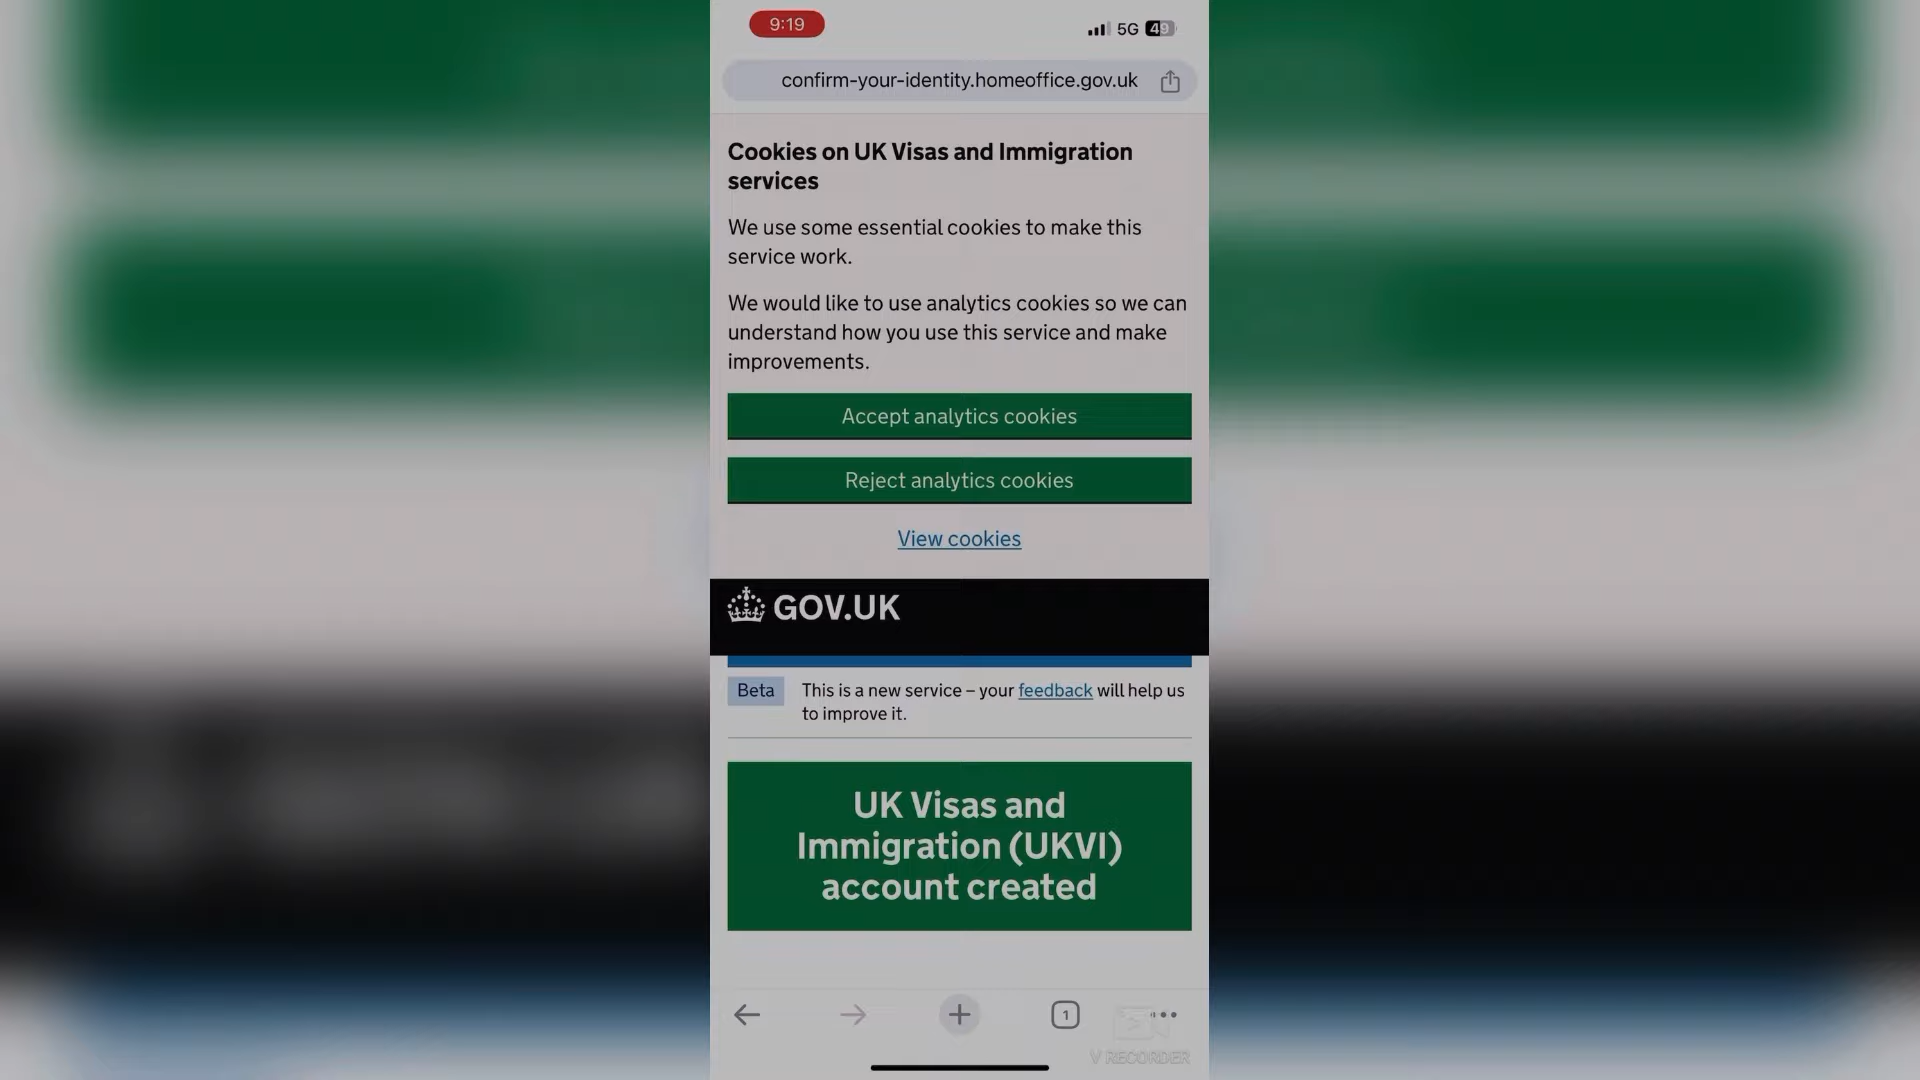 9:19
5G 49
confirm-your-identity.homeoffice.gov.uk
Cookies on UK Visas and Immigration
services
We use some essential cookies to make this
service work.
We would like to use analytics cookies so we can
understand how you use this service and make
improvements.
Accept analytics cookies
Reject analytics cookies
View cookies
GOV.UK
Beta This is a new service – your feedback will help us
to improve it.
UK Visas and
Immigration (UKVI)
account created
1
V RECORDER